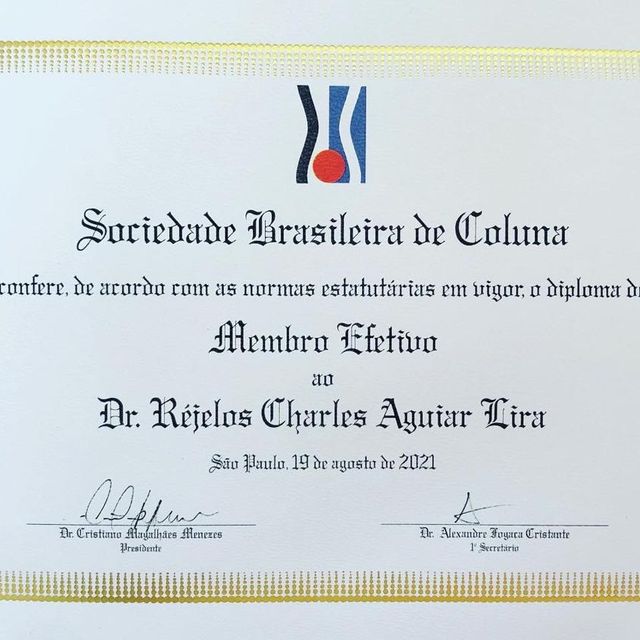 Sociedade Brasileira de Coluna
confere, de acordo com as normas estatutárias em vigor, o diploma de
Membro Efetivo
ao
Dr. Réjelos Charles Aguiar Lira
São Paulo, 19 de agosto de 2021
Dr. Cristiano Magalhães Menezes
Presidente
Dr. Alexandre Fogaça Cristante
1º Secretário